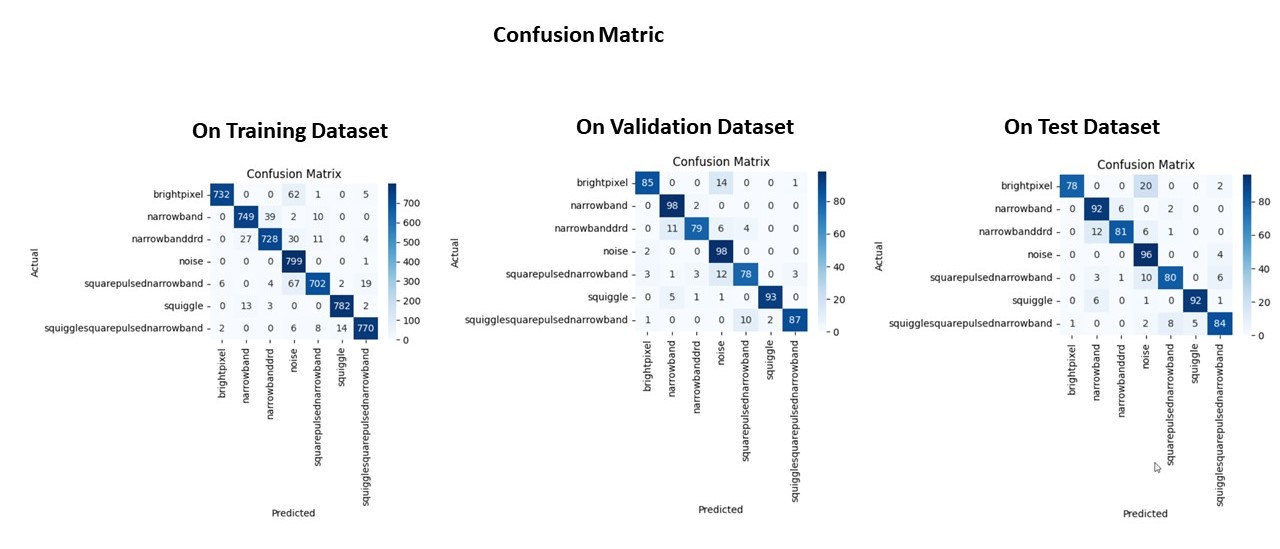 Confusion Matric
On Training Dataset
Confusion Matrix
Actual
brightpixel 732 0 0 62 1 0 5
narrowband 0 749 39 2 10 0 0
narrowbanddrd 0 27 728 30 11 0 4
noise 0 0 0 799 0 0 1
squarepulsednarrowband 6 0 4 67 702 2 19
squiggle 0 13 3 0 0 782 2
squigglesquarepulsednarrowband 2 0 0 6 8 14 770
brightpixel
narrowband
narrowbanddrd
noise
squarepulsednarrowband
squiggle
squigglesquarepulsednarrowband
Predicted
700
600
500
400
300
200
100
0
On Validation Dataset
Confusion Matrix
Actual
brightpixel 85 0 0 14 0 0 1
narrowband 0 98 2 0 0 0 0
narrowbanddrd 0 11 79 6 4 0 0
noise 2 0 0 98 0 0 0
squarepulsednarrowband 3 1 3 12 78 0 3
squiggle 0 5 1 1 0 93 0
squigglesquarepulsednarrowband 1 0 0 0 10 2 87
brightpixel
narrowband
narrowbanddrd
noise
squarepulsednarrowband
squiggle
squigglesquarepulsednarrowband
Predicted
80
60
40
20
0
On Test Dataset
Confusion Matrix
Actual
brightpixel 78 0 0 20 0 0 2
narrowband 0 92 6 0 2 0 0
narrowbanddrd 0 12 81 6 1 0 0
noise 0 0 0 96 0 0 4
squarepulsednarrowband 0 3 1 10 80 0 6
squiggle 0 6 0 1 0 92 1
squigglesquarepulsednarrowband 1 0 0 2 8 5 84
brightpixel
narrowband
narrowbanddrd
noise
squarepulsednarrowband
squiggle
squigglesquarepulsednarrowband
Predicted
80
60
40
20
0